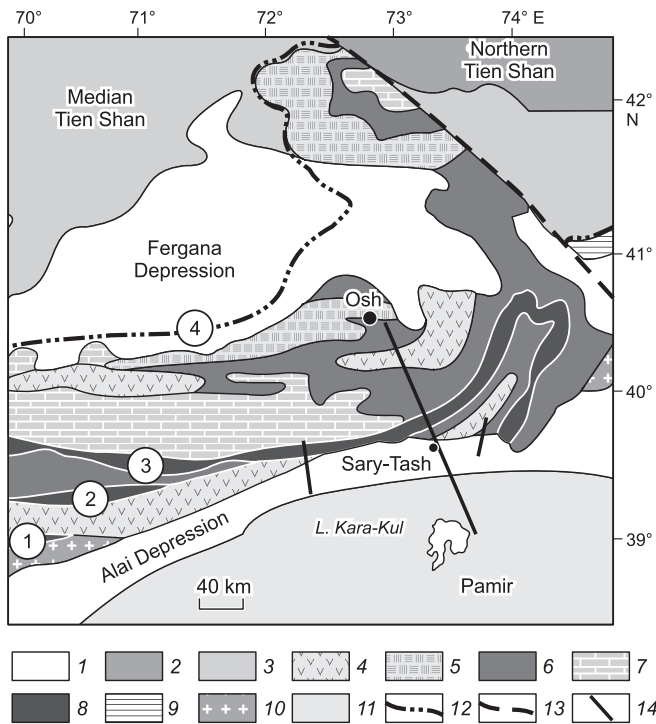 70° 71° 72° 73° 74° E
Northern
Tien Shan
Median
Tien Shan
42°
N
41°
Fergana
Depression
Osh
4
40°
3
Sary-Tash
2
1
39°
L. Kara-Kul
Alai Depression
40 km
Pamir
1 2 3 4 5 6 7
8 9 10 11 12 13 14